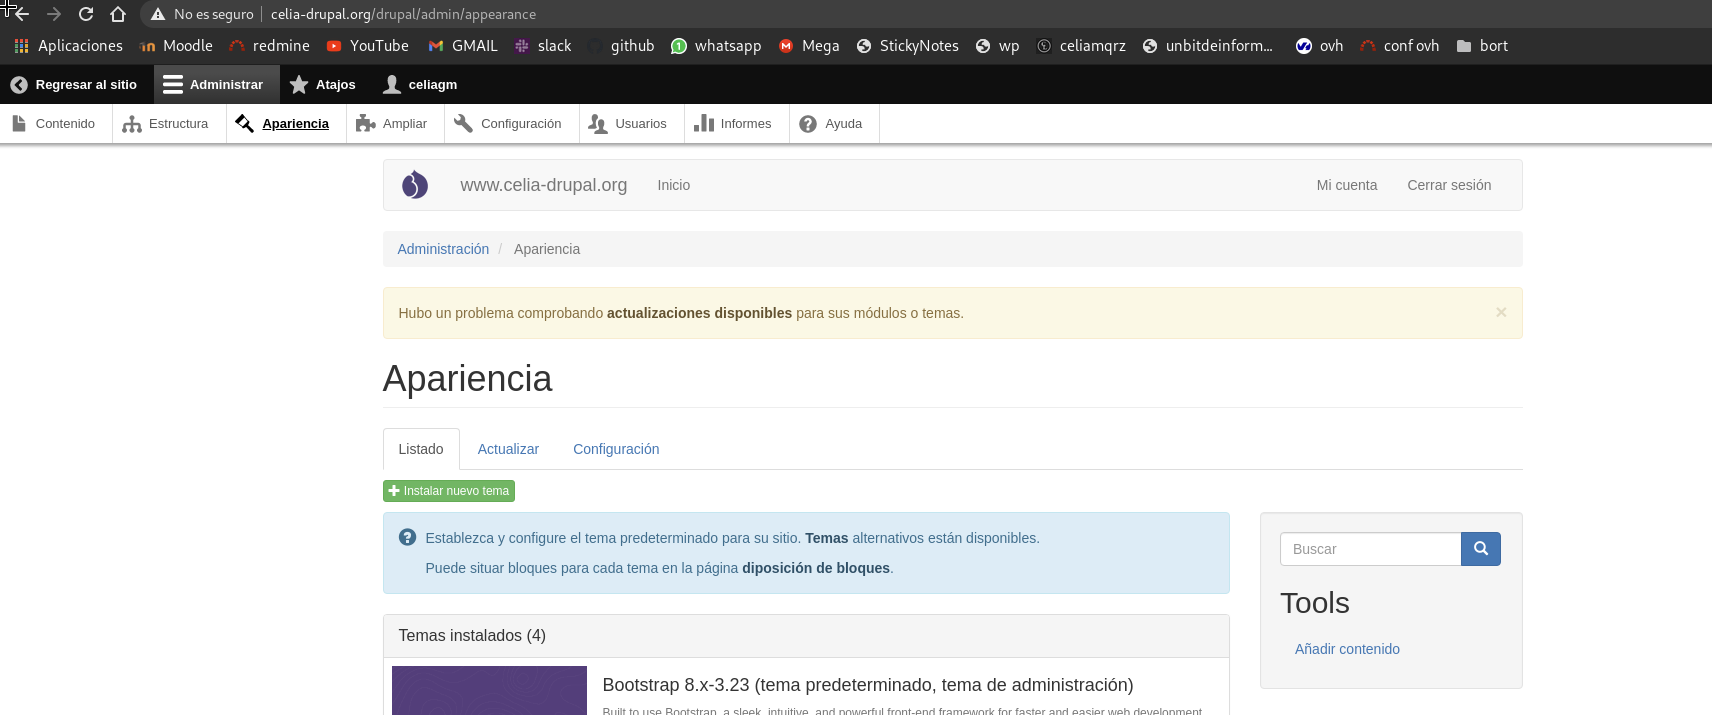 No es seguro celia-drupal.org/drupal/admin/appearance
Aplicaciones Moodle redmine YouTube GMAIL slack github whatsapp Mega StickyNotes wp celiamqrz unbitdeinform... ovh conf ovh bort
Regresar al sitio Administrar Atajos celiagm
Contenido Estructura Apariencia Ampliar Configuración Usuarios Informes Ayuda
www.celia-drupal.org Inicio Mi cuenta Cerrar sesión
Administración / Apariencia
Hubo un problema comprobando actualizaciones disponibles para sus módulos o temas. ×
Apariencia
Listado Actualizar Configuración
Instalar nuevo tema
Establezca y configure el tema predeterminado para su sitio. Temas alternativos están disponibles.
Puede situar bloques para cada tema en la página diposición de bloques.
Buscar
Tools
Añadir contenido
Temas instalados (4)
Bootstrap 8.x-3.23 (tema predeterminado, tema de administración)
Built to use Bootstrap, a sleek, intuitive, and powerful front-end framework for faster and easier web development.